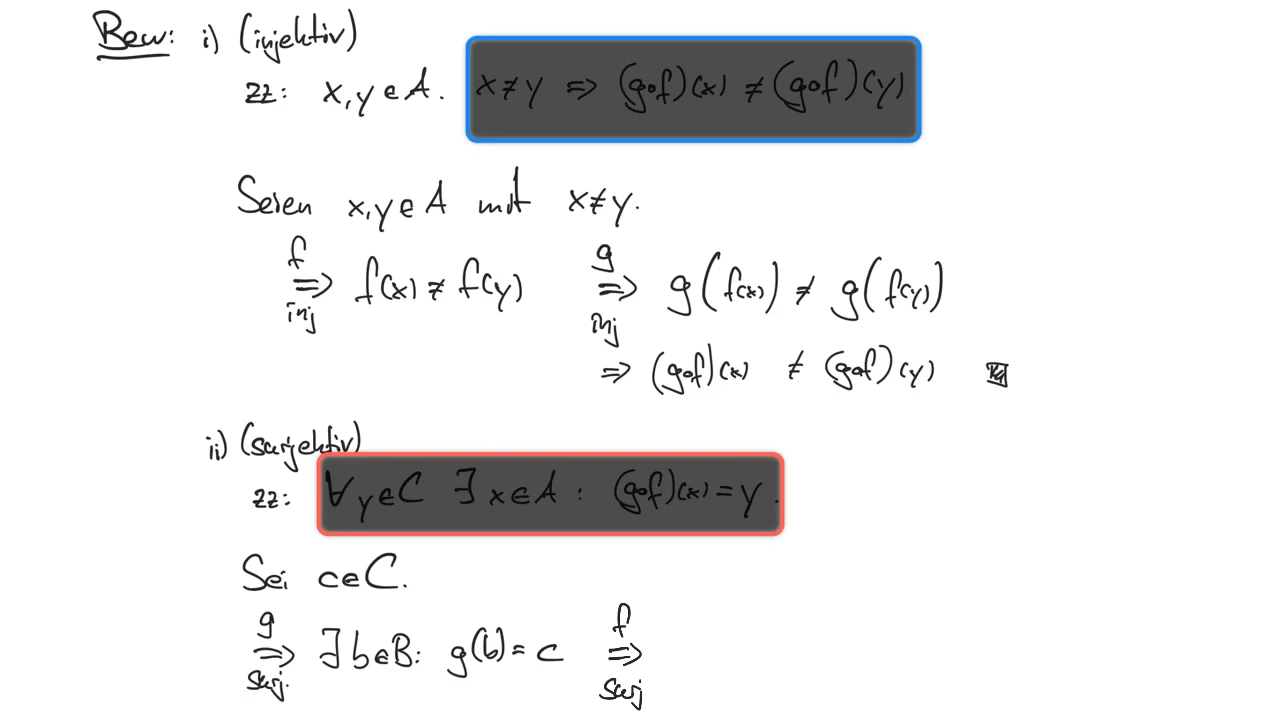 Bew: i) (injektiv)
zz: x,y ∈ A. x ≠ y ⇒ (g∘f)(x) ≠ (g∘f)(y)
Seien x,y ∈ A mit x ≠ y.
f g
⇒ f(x) ≠ f(y) ⇒ g(f(x)) ≠ g(f(y))
inj inj
⇒ (g∘f)(x) ≠ (g∘f)(y)
ii) (surjektiv)
zz: ∀ y ∈ C ∃ x ∈ A : (g∘f)(x) = y.
Sei c ∈ C.
g f
⇒ ∃ b ∈ B: g(b) = c ⇒
surj. surj